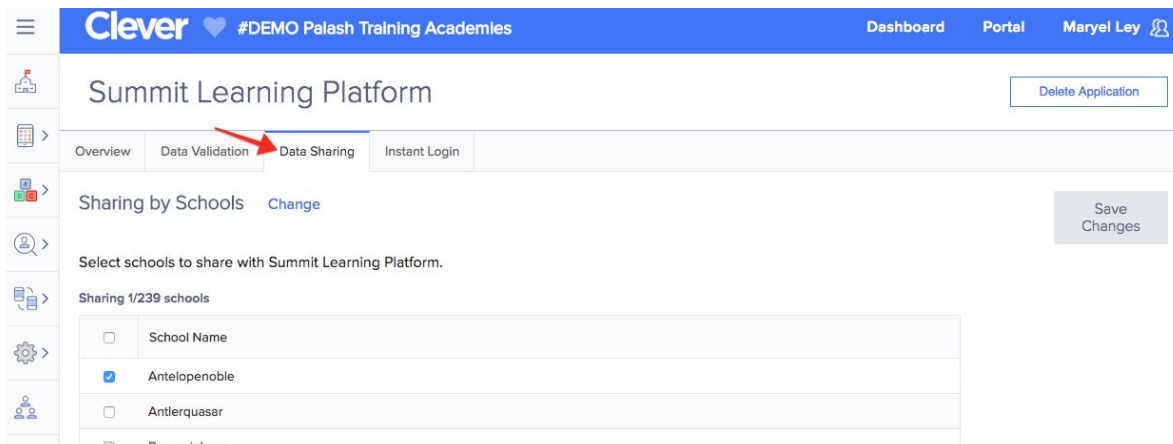 Clever #DEMO Palash Training Academies Dashboard Portal Maryel Ley
Summit Learning Platform Delete Application
Overview Data Validation Data Sharing Instant Login
Sharing by Schools Change
Save
Changes
Select schools to share with Summit Learning Platform.
Sharing 1/239 schools
School Name
Antelopenoble
Antlerquasar